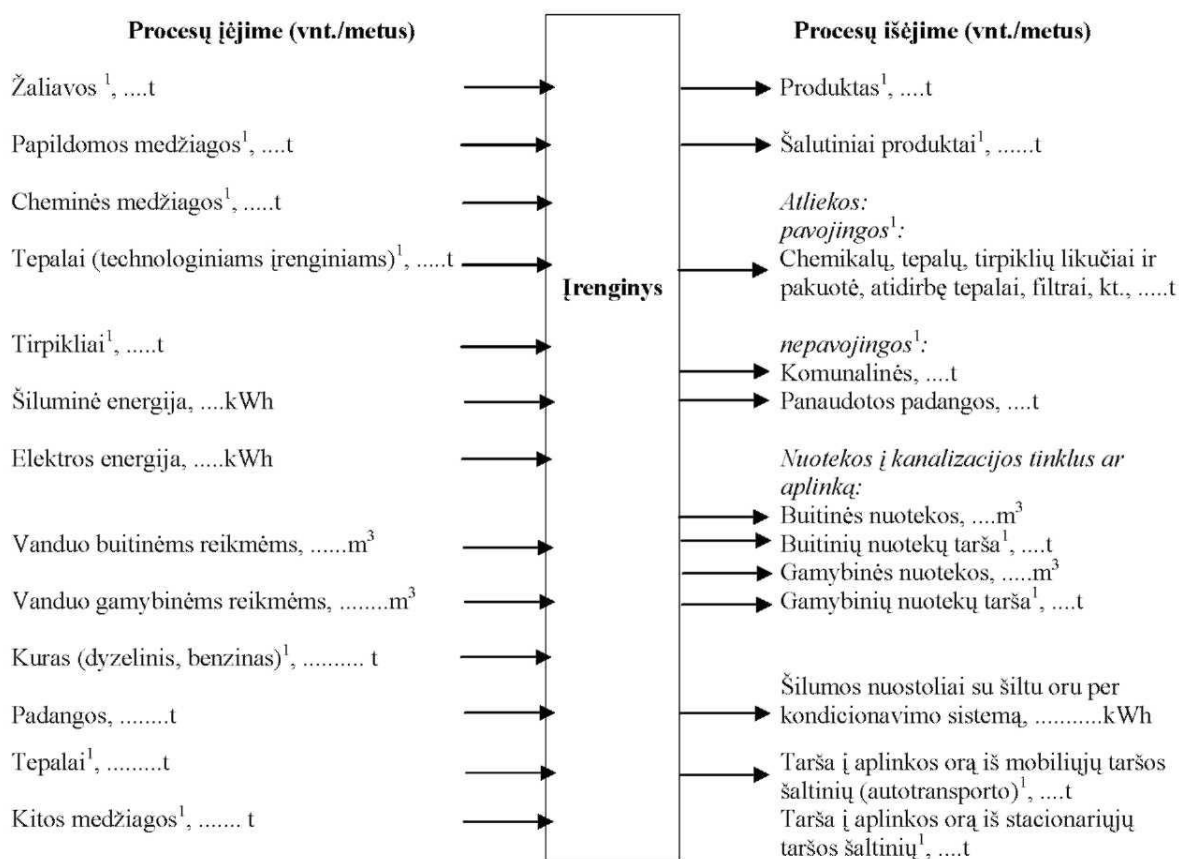 Procesų įėjime (vnt./metus)
Žaliavos ¹, ....t
Papildomos medžiagos¹, ....t
Cheminės medžiagos¹, .....t
Tepalai (technologiniams įrenginiams)¹, .....t
Tirpikliai¹, .....t
Šiluminė energija, ....kWh
Elektros energija, .....kWh
Vanduo buitinėms reikmėms, ......m³
Vanduo gamybinėms reikmėms, ........m³
Kuras (dyzelinis, benzinas)¹, .......... t
Padangos, ........t
Tepalai¹, .........t
Kitos medžiagos¹, ....... t
Įrenginys
Procesų išėjime (vnt./metus)
Produktas¹, ....t
Šalutiniai produktai¹, ......t
Atliekos:
pavojingos¹:
Chemikalų, tepalų, tirpiklių likučiai ir
pakuotė, atidirbę tepalai, filtrai, kt., .....t
nepavojingos¹:
Komunalinės, ....t
Panaudotos padangos, ....t
Nuotekos į kanalizacijos tinklus ar
aplinką:
Buitinės nuotekos, ....m³
Buitinių nuotekų tarša¹, ....t
Gamybinės nuotekos, .....m³
Gamybinių nuotekų tarša¹, ....t
Šilumos nuostoliai su šiltu oru per
kondicionavimo sistemą, ...........kWh
Tarša į aplinkos orą iš mobiliųjų taršos
šaltinių (autotransporto)¹, ....t
Tarša į aplinkos orą iš stacionariųjų
taršos šaltinių¹, ....t